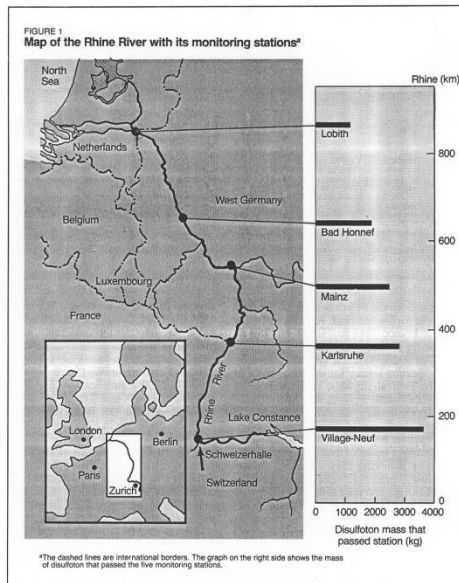 FIGURE 1
Map of the Rhine River with its monitoring stationsᵃ
North
Sea
Netherlands
Belgium
Luxembourg
France
West Germany
Rhine River
Lake Constance
Schweizerhalle
Switzerland
London
Paris
Berlin
Zurich
Rhine (km)
Lobith
800
Bad Honnef
600
Mainz
400
Karlsruhe
200
Village-Neuf
0 1000 2000 3000 4000
Disulfoton mass that
passed station (kg)
ᵃThe dashed lines are international borders. The graph on the right side shows the mass
of disulfoton that passed the five monitoring stations.